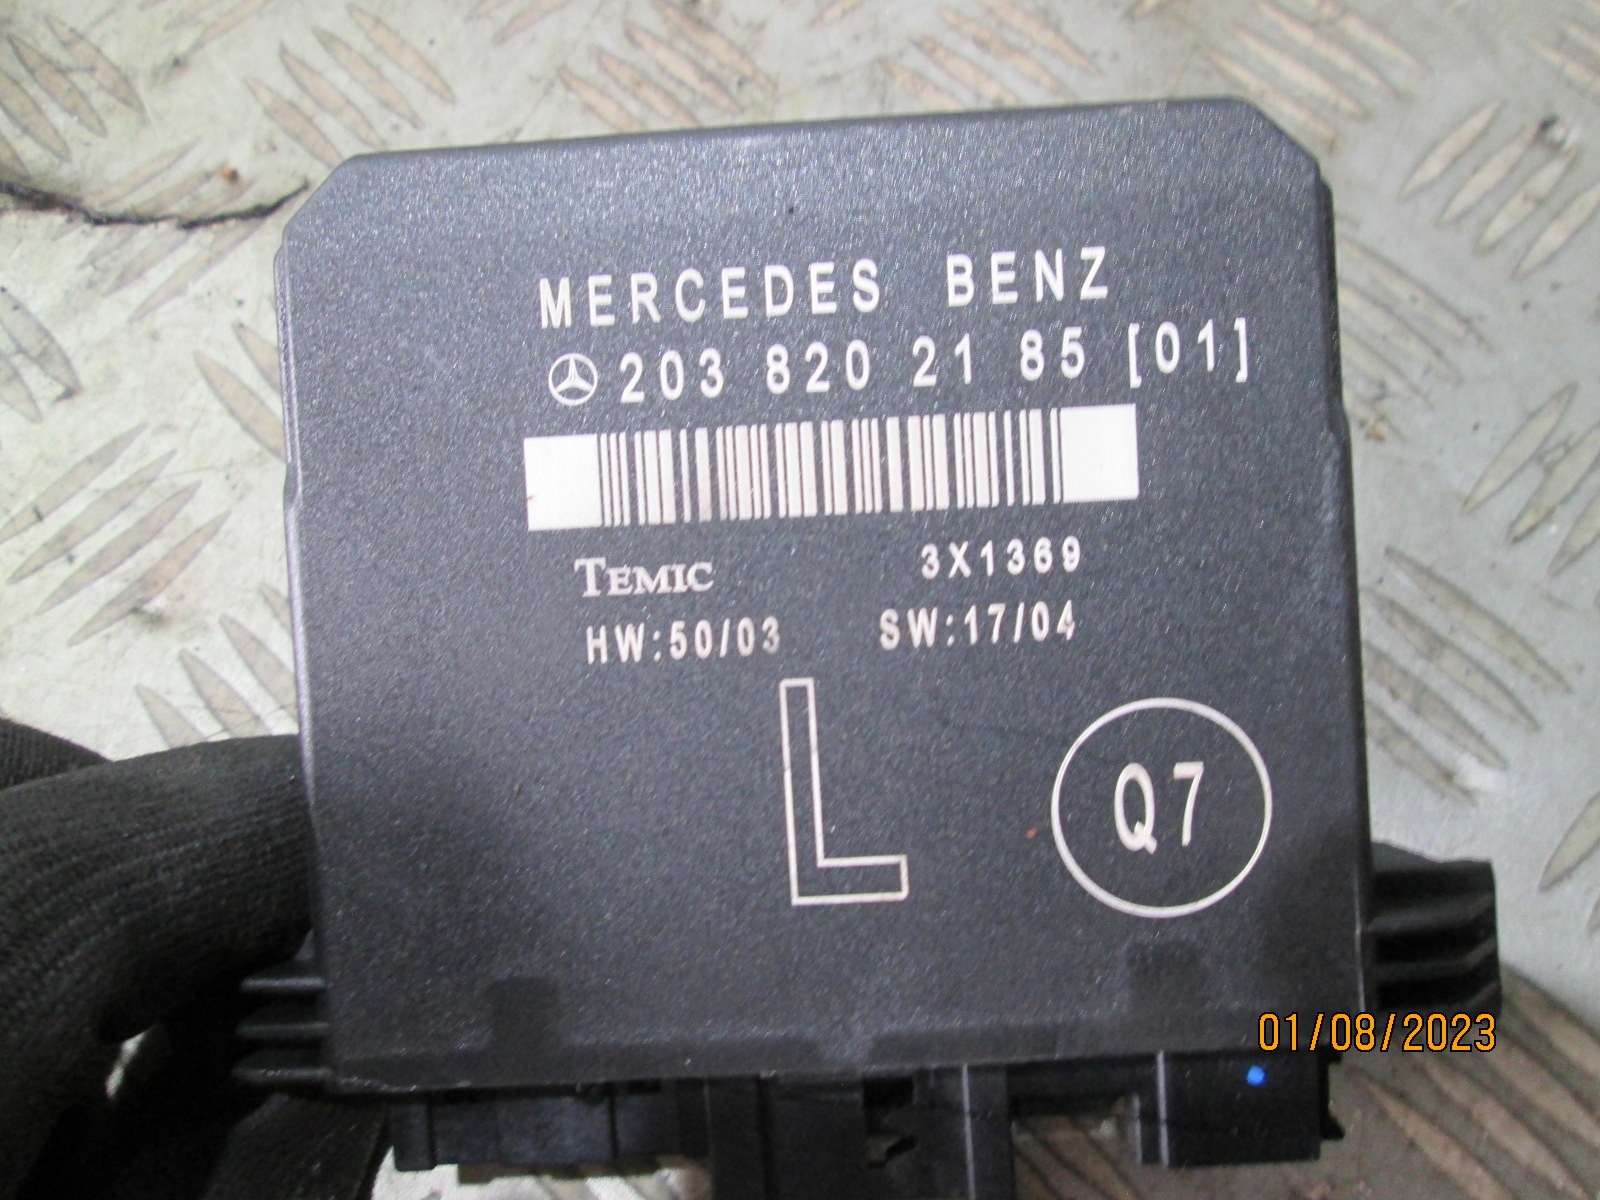 MERCEDES BENZ
203 820 21 85 [01]
TEMIC 3X1369
HW:50/03 SW:17/04
L
Q7
01/08/2023